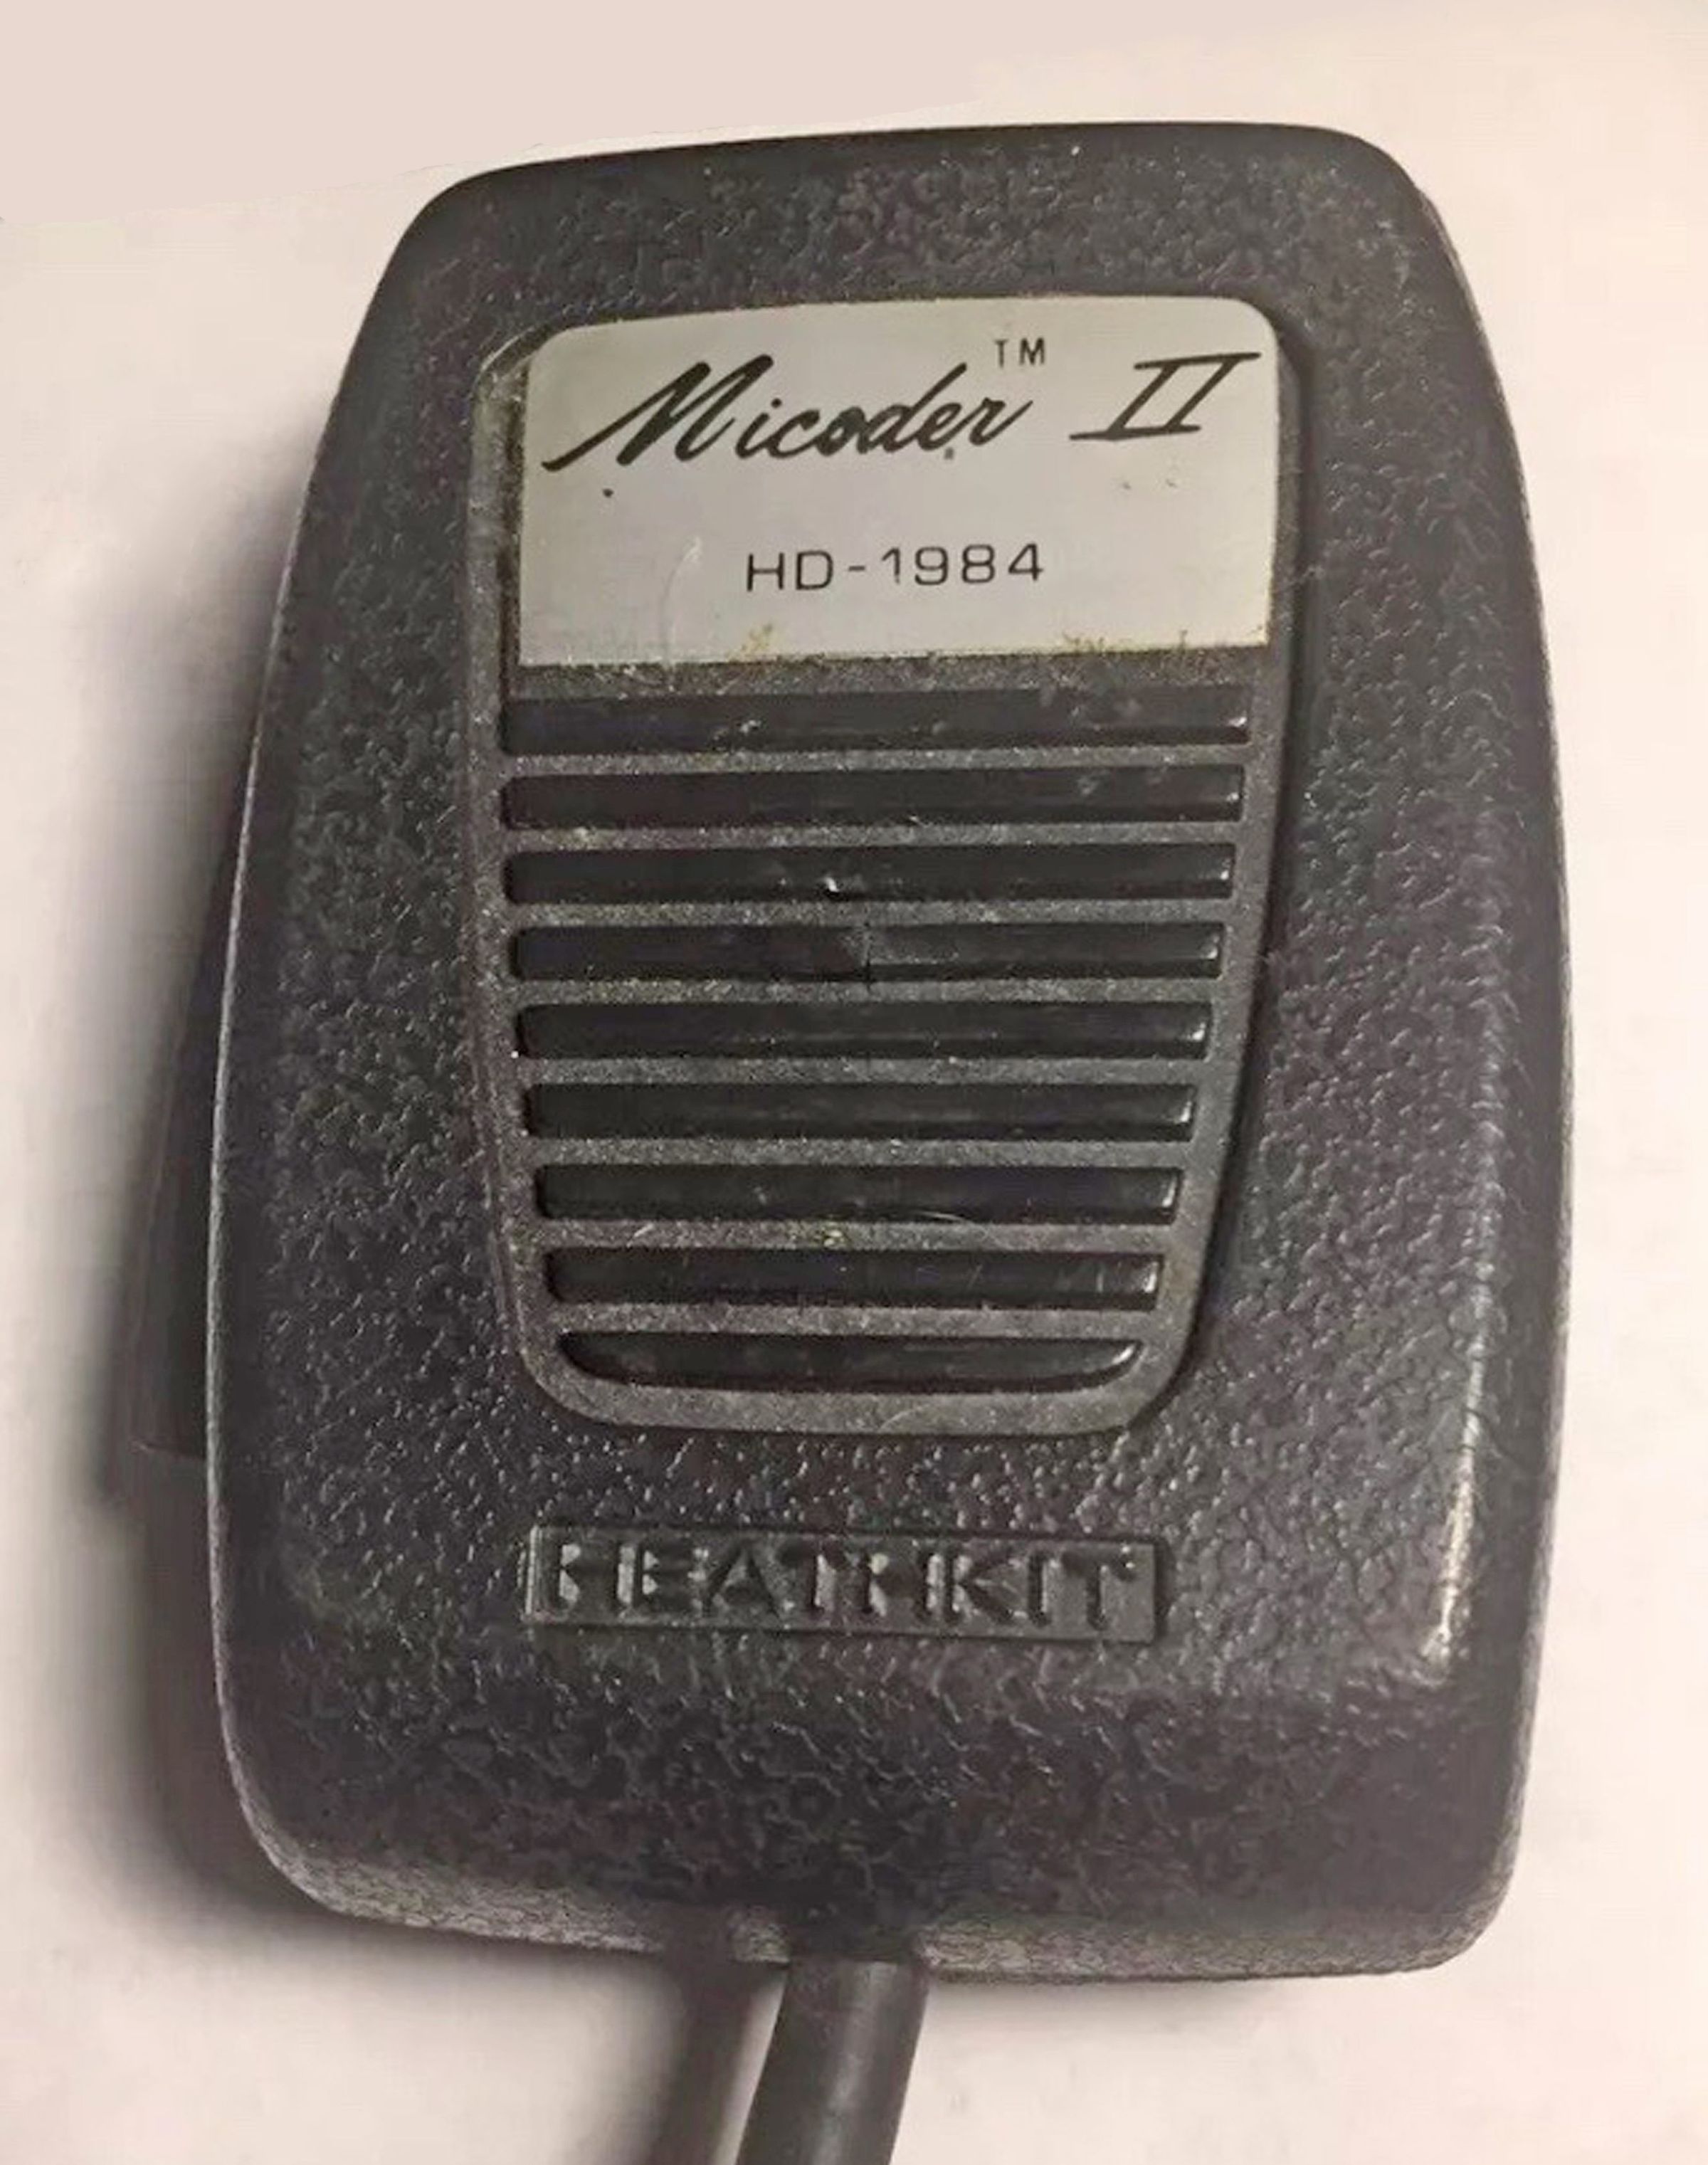 Micoder™ II
HD-1984
HEATHKIT